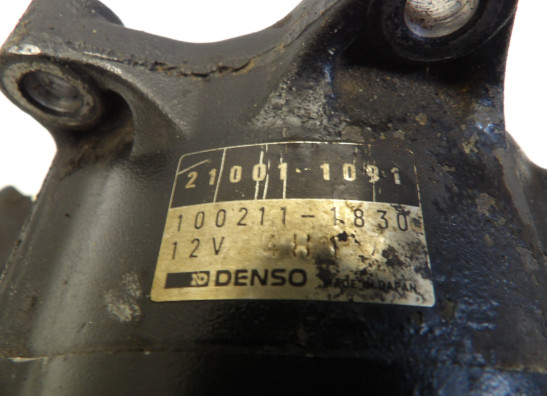 21001-1091
100211-1830
12V
DENSO MADE IN JAPAN